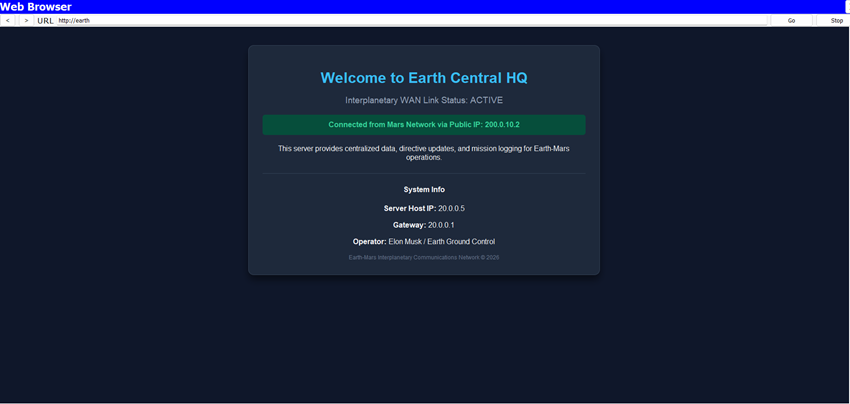 Web Browser
< > URL http://earth Go Stop
Welcome to Earth Central HQ
Interplanetary WAN Link Status: ACTIVE
Connected from Mars Network via Public IP: 200.0.10.2
This server provides centralized data, directive updates, and mission logging for Earth-Mars
operations.
System Info
Server Host IP: 20.0.0.5
Gateway: 20.0.0.1
Operator: Elon Musk / Earth Ground Control
Earth-Mars Interplanetary Communications Network © 2026